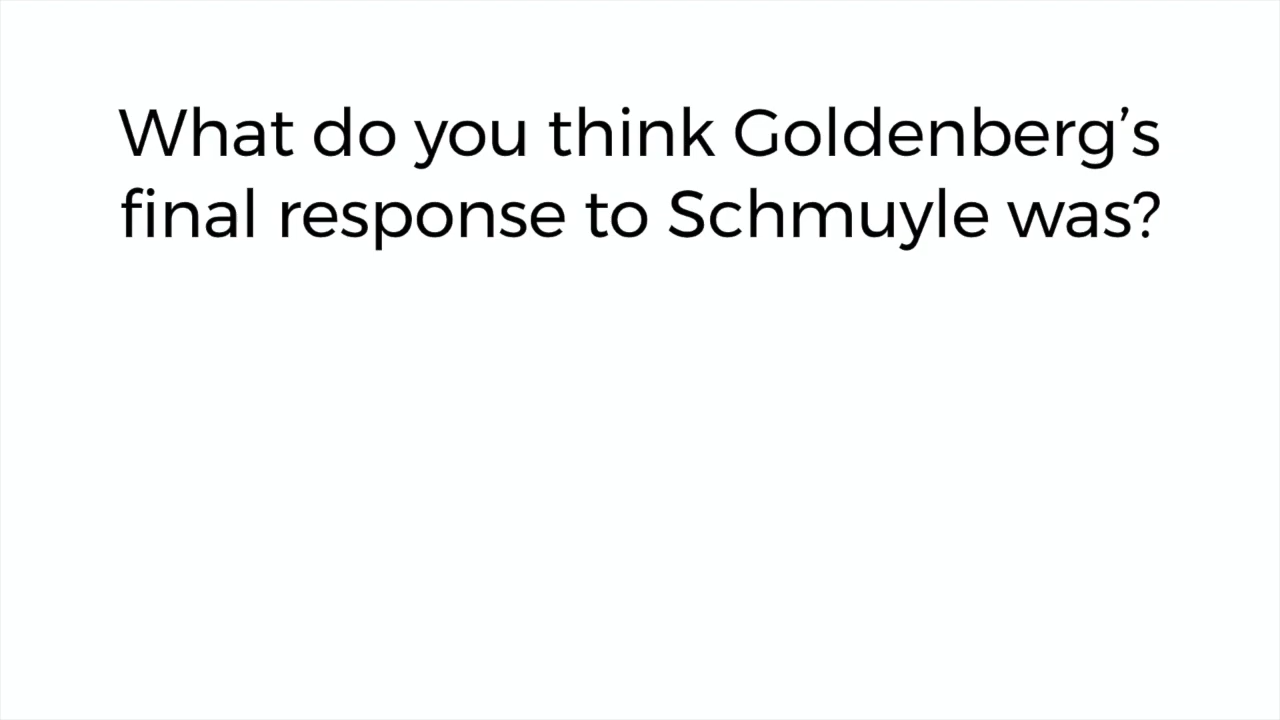 What do you think Goldenberg’s
final response to Schmuyle was?